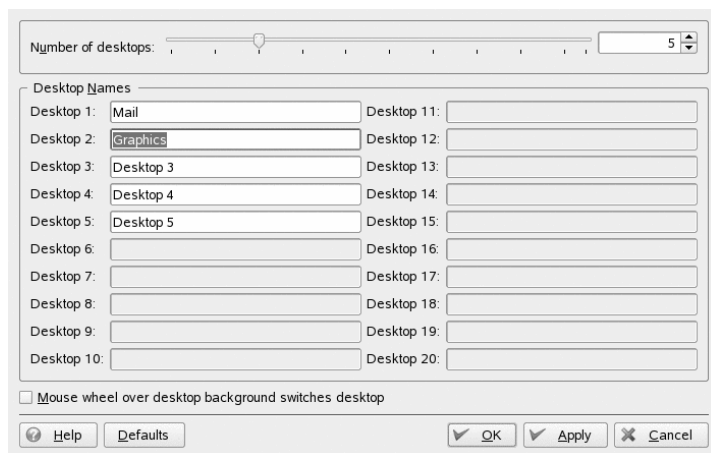 Number of desktops: 5
Desktop Names
Desktop 1: Mail
Desktop 2: Graphics
Desktop 3: Desktop 3
Desktop 4: Desktop 4
Desktop 5: Desktop 5
Desktop 6:
Desktop 7:
Desktop 8:
Desktop 9:
Desktop 10:
Desktop 11:
Desktop 12:
Desktop 13:
Desktop 14:
Desktop 15:
Desktop 16:
Desktop 17:
Desktop 18:
Desktop 19:
Desktop 20:
Mouse wheel over desktop background switches desktop
Help Defaults OK Apply Cancel